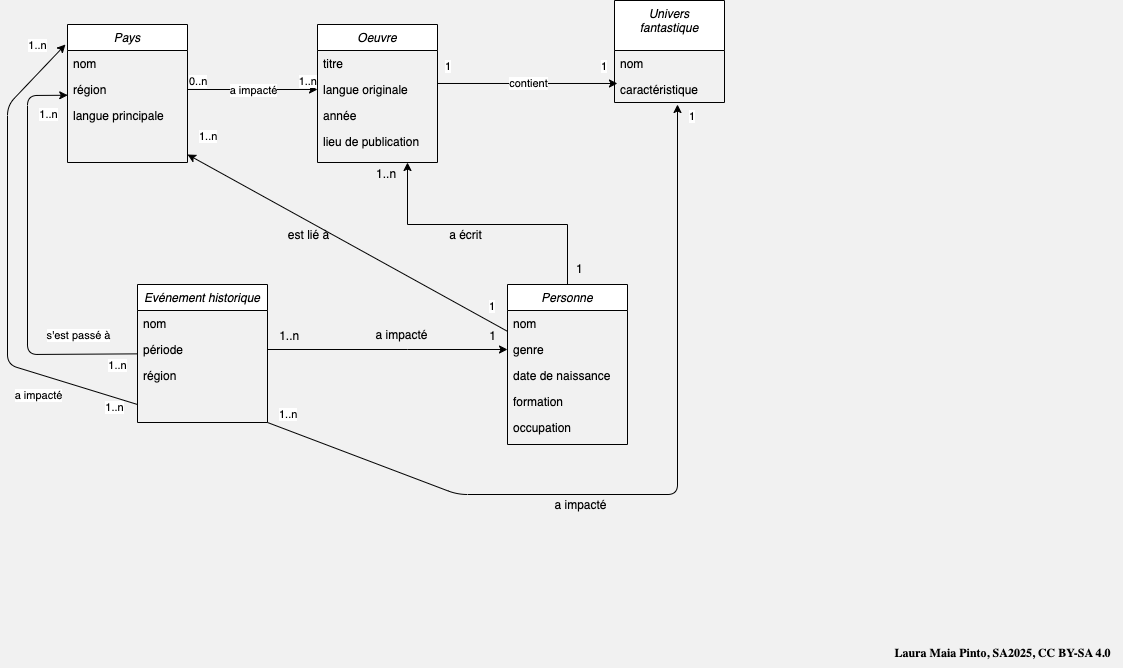 Univers
fantastique
nom
caractéristique
1..n
Pays
nom
région
langue principale
1..n
0..n
a impacté
1..n
Oeuvre
titre
langue originale
année
lieu de publication
1
contient
1
1
1..n
1..n
est lié à
a écrit
1
1
Evénement historique
nom
période
région
s'est passé à
1..n
a impacté
1..n
1..n
a impacté
1
Personne
nom
genre
date de naissance
formation
occupation
1..n
a impacté
Laura Maia Pinto, SA2025, CC BY-SA 4.0